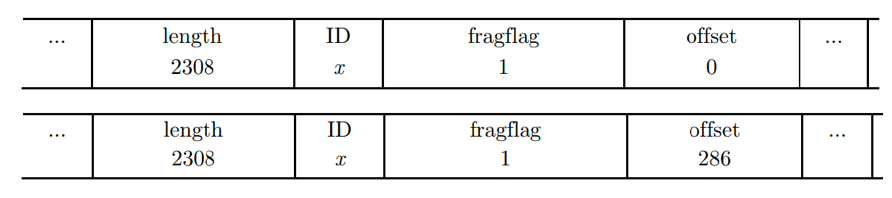 ... length ID fragflag offset ...
2308 x 1 0
... length ID fragflag offset ...
2308 x 1 286